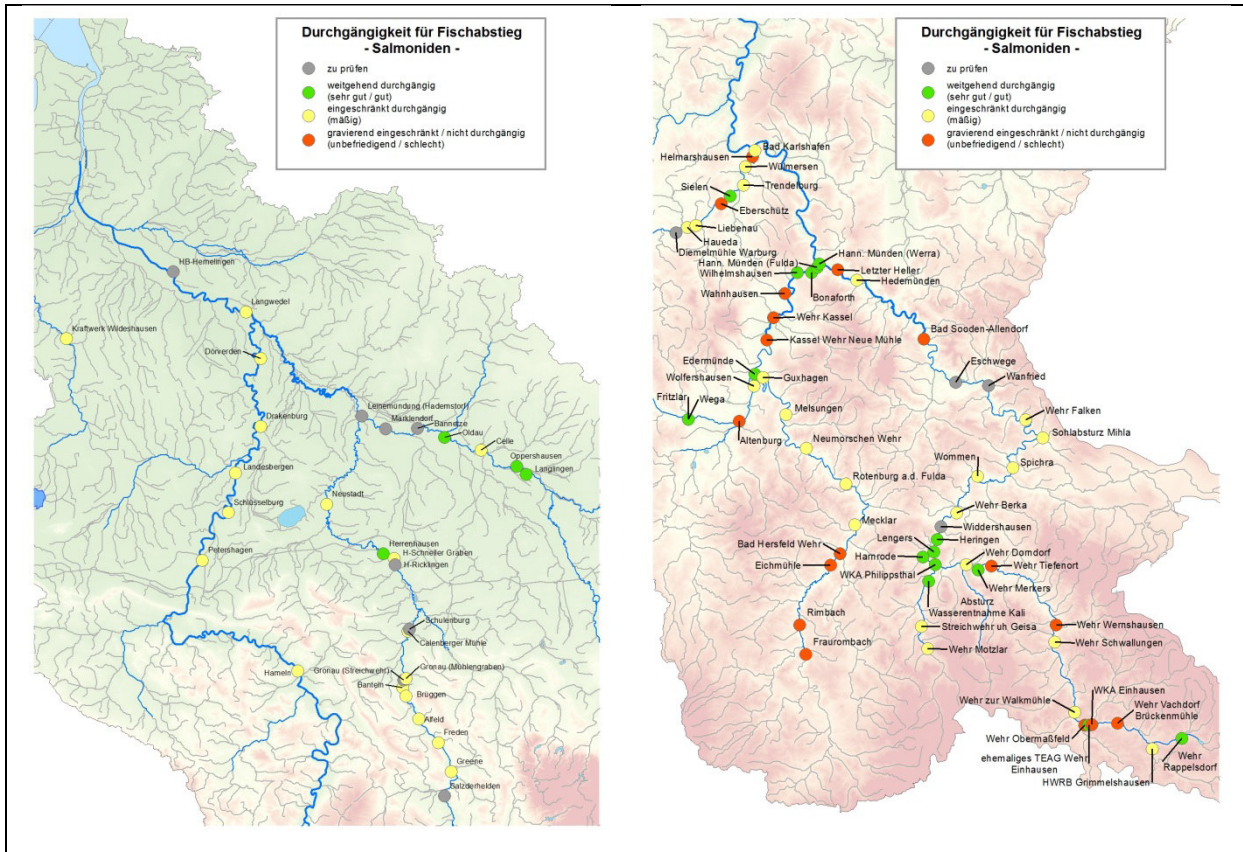 Durchgängigkeit für Fischabstieg
- Salmoniden -
zu prüfen
weitgehend durchgängig
(sehr gut / gut)
eingeschränkt durchgängig
(mäßig)
gravierend eingeschränkt / nicht durchgängig
(unbefriedigend / schlecht)
HB-Hemelingen
Langwedel
Kraftwerk Wildeshausen
Dörverden
Leinemündung (Hademstorf)
Marklendorf
Bannetze
Drakenburg
Oldau
Celle
Oppershausen
Langlingen
Landesbergen
Neustadt
Schlüsselburg
Herrenhausen
H-Schneller Graben
H-Ricklingen
Petershagen
Schulenburg
Calenberger Mühle
Gronau (Streichwehr)
Gronau (Mühlengraben)
Hameln
Banteln
Brüggen
Alfeld
Freden
Greene
Salzderhelden
Durchgängigkeit für Fischabstieg
- Salmoniden -
zu prüfen
weitgehend durchgängig
(sehr gut / gut)
eingeschränkt durchgängig
(mäßig)
gravierend eingeschränkt / nicht durchgängig
(unbefriedigend / schlecht)
Bad Karlshafen
Helmarshausen
Wülmersen
Trendelburg
Sielen
Eberschütz
Liebenau
Haueda
Diemelmühle Warburg
Hann. Münden (Werra)
Hann. Münden (Fulda)
Wilhelmshausen
Letzter Heller
Hedemünden
Bonaforth
Wahnhausen
Wehr Kassel
Bad Sooden-Allendorf
Kassel Wehr Neue Mühle
Eschwege
Edermünde
Wanfried
Guxhagen
Wolfershausen
Fritzlar
Wega
Melsungen
Wehr Falken
Altenburg
Sohlabsturz Mihla
Neumorschen Wehr
Wommen
Spichra
Rotenburg a.d. Fulda
Wehr Berka
Mecklar
Widdershausen
Lengers
Heringen
Bad Hersfeld Wehr
Hamrode
Wehr Dorndorf
Eichmühle
WKA Philippsthal
Wehr Tiefenort
Wehr Merkers
Absturz
Wasserentnahme Kali
Rimbach
Streichwehr uh Geisa
Wehr Wernshausen
Wehr Schwallungen
Fraurombach
Wehr Motzlar
WKA Einhausen
Wehr zur Walkmühle
Wehr Vachdorf
Brückenmühle
Wehr Obermaßfeld
Wehr
Rappelsdorf
ehemaliges TEAG Wehr
Einhausen
HWRB Grimmelshausen